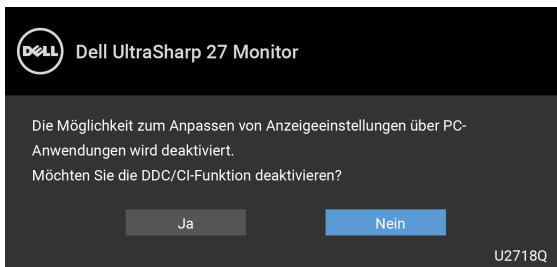 DELL
Dell UltraSharp 27 Monitor
Die Möglichkeit zum Anpassen von Anzeigeeinstellungen über PC-
Anwendungen wird deaktiviert.
Möchten Sie die DDC/CI-Funktion deaktivieren?
Ja
Nein
U2718Q